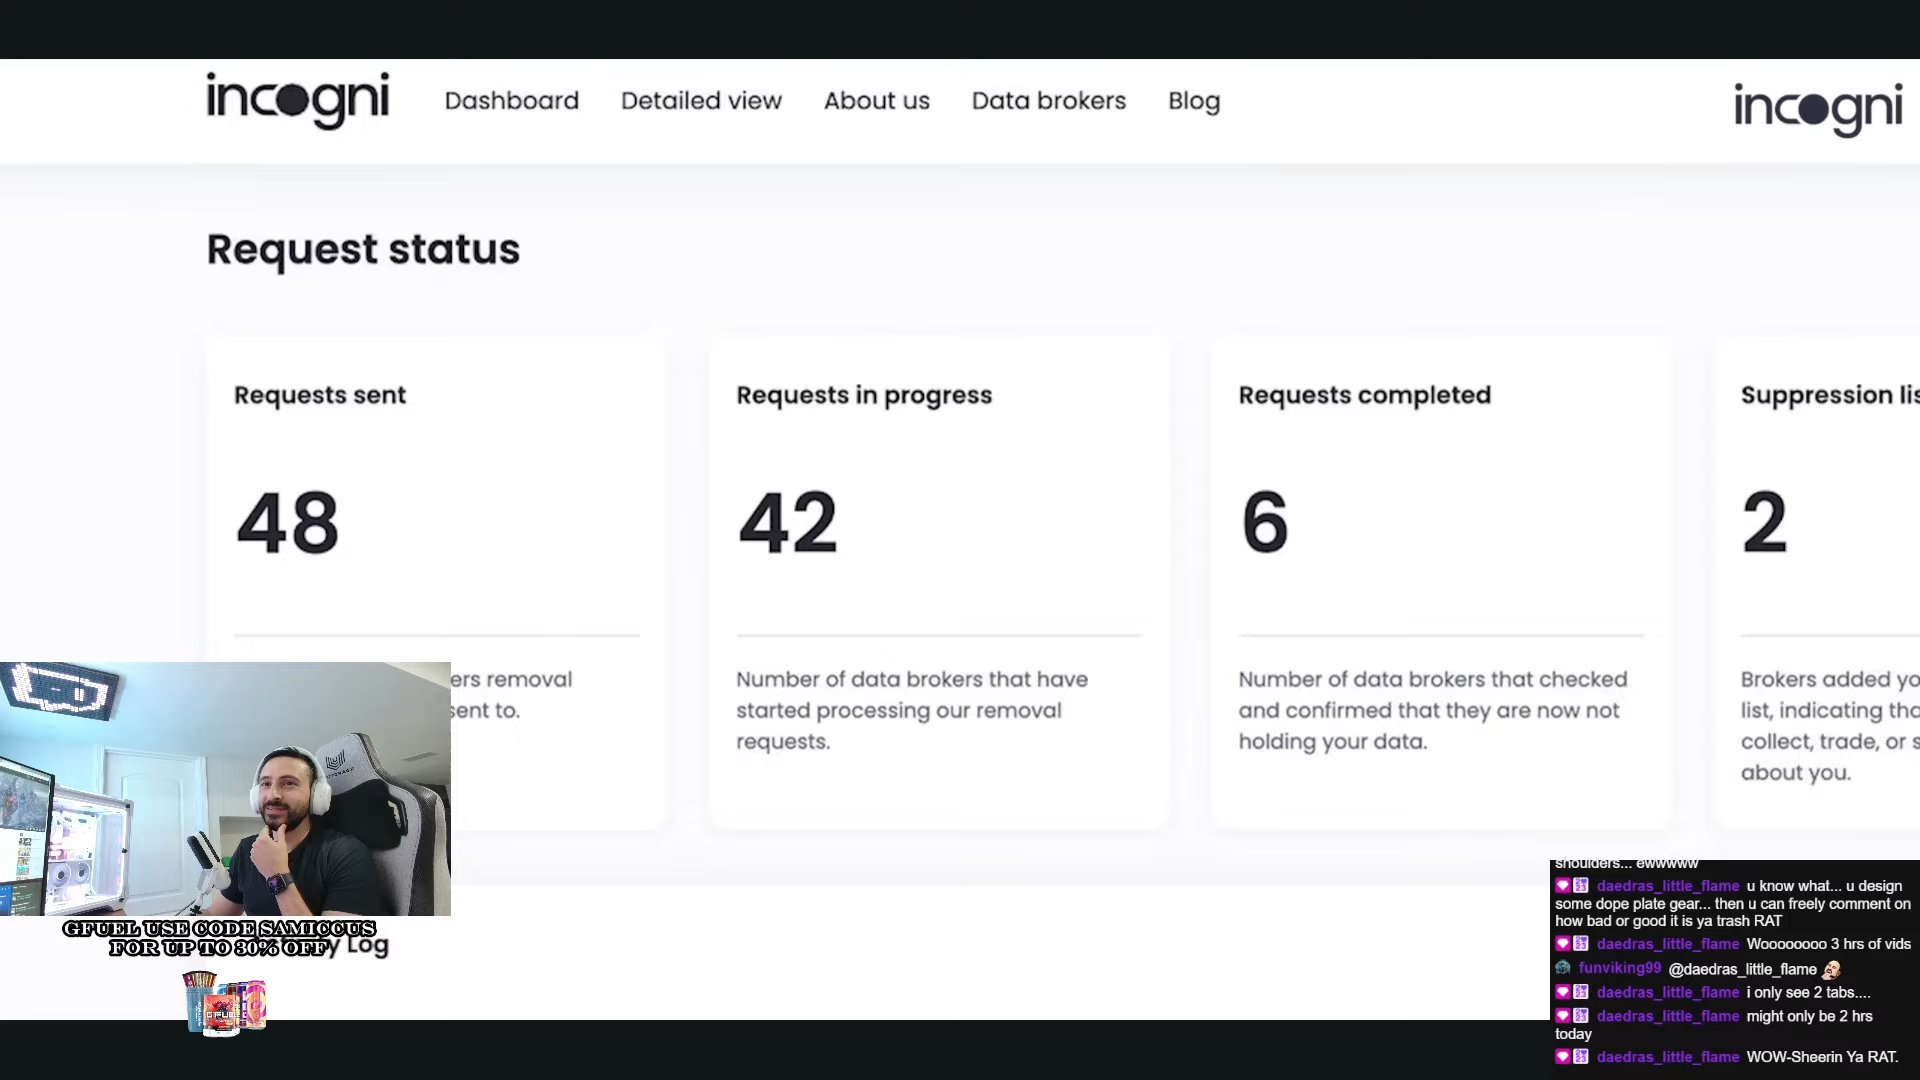 incogni
Dashboard
Detailed view
About us
Data brokers
Blog
incogni
Request status
Requests sent
48
ers removal
sent to.
Requests in progress
42
Number of data brokers that have
started processing our removal
requests.
Requests completed
6
Number of data brokers that checked
and confirmed that they are now not
holding your data.
Suppression lis
2
Brokers added yo
list, indicating tha
collect, trade, or s
about you.
GFUEL USE CODE SAMICCUS
FOR UP TO 30% OFF
y Log
GFUEL
shoulders... ewwwww
daedras_little_flame u know what... u design
some dope plate gear... then u can freely comment on
how bad or good it is ya trash RAT
daedras_little_flame Woooooooo 3 hrs of vids
funviking99 @daedras_little_flame
daedras_little_flame i only see 2 tabs....
daedras_little_flame might only be 2 hrs
today
daedras_little_flame WOW-Sheerin Ya RAT.